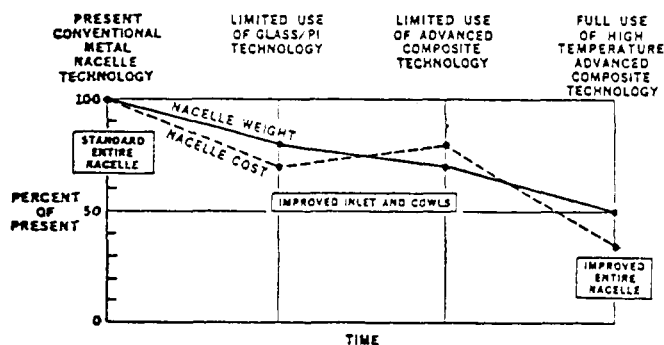 PRESENT
CONVENTIONAL
METAL
NACELLE
TECHNOLOGY
LIMITED USE
OF GLASS/PI
TECHNOLOGY
LIMITED USE
OF ADVANCED
COMPOSITE
TECHNOLOGY
FULL USE
OF HIGH
TEMPERATURE
ADVANCED
COMPOSITE
TECHNOLOGY
100
NACELLE WEIGHT
NACELLE COST
STANDARD
ENTIRE
NACELLE
PERCENT
OF
PRESENT
50
IMPROVED INLET AND COWLS
IMPROVED
ENTIRE
NACELLE
0
TIME